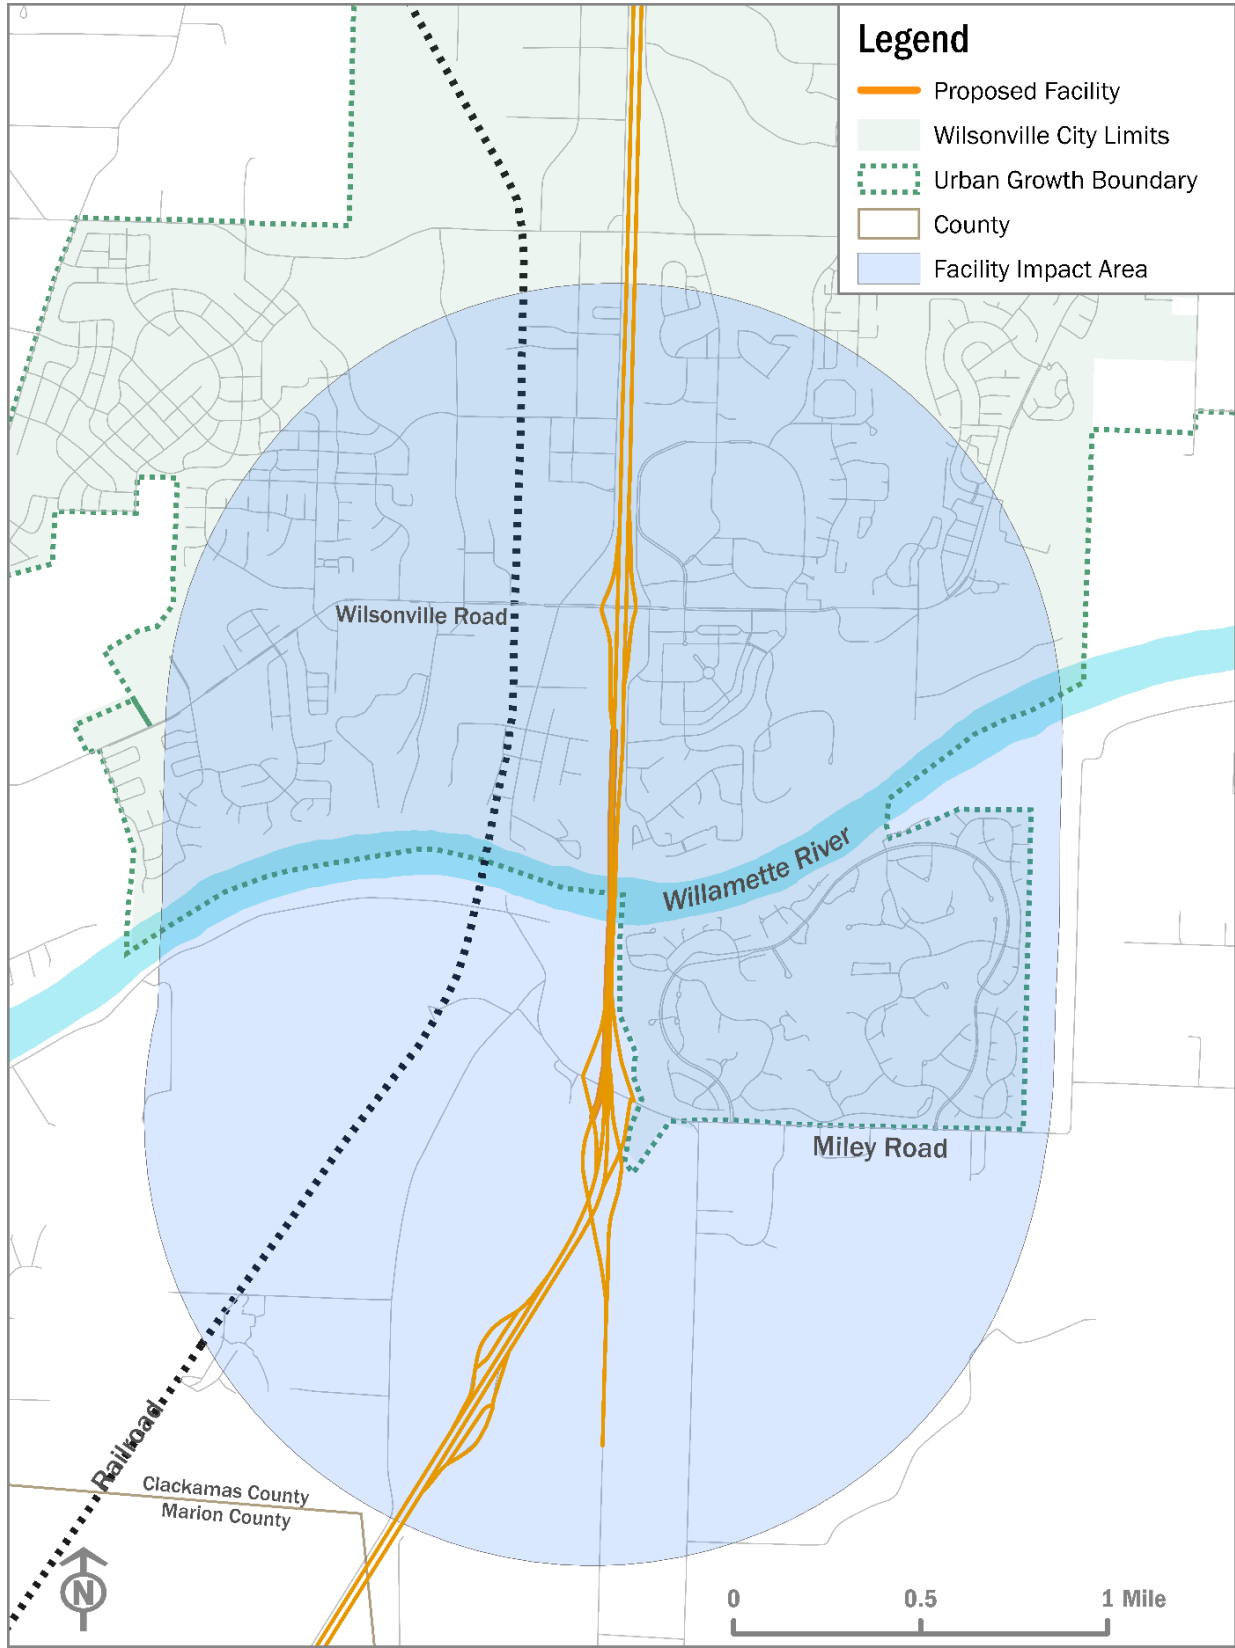 Legend
Proposed Facility
Wilsonville City Limits
Urban Growth Boundary
County
Facility Impact Area
Wilsonville Road
Willamette River
Miley Road
Railroad
Clackamas County
Marion County
N
0 0.5 1 Mile